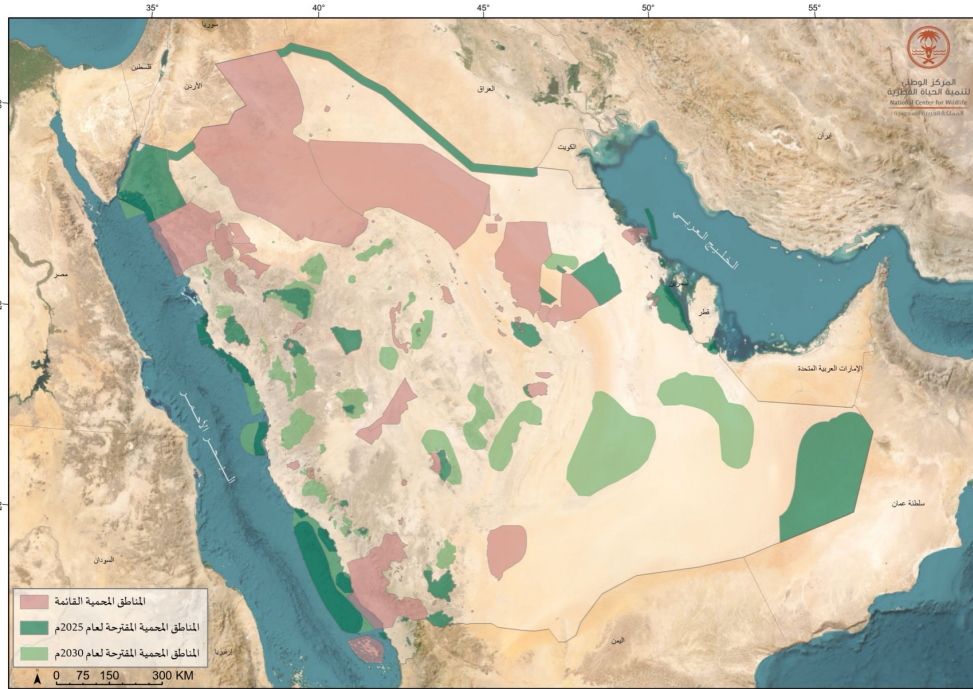 35°
40°
45°
50°
55°
سوريا
فلسطين
الأردن
العراق
الكويت
إيران
المركز الوطني
لتنمية الحياة الفطرية
National Center for Wildlife
الخليج العربي
مصر
البحرين
قطر
الإمارات العربية المتحدة
البحر الأحمر
سلطنة عمان
السودان
اليمن
إرتيريا
المناطق المحمية القائمة
المناطق المحمية المقترحة لعام 2025م
المناطق المحمية المقترحة لعام 2030م
0 75 150 300 KM